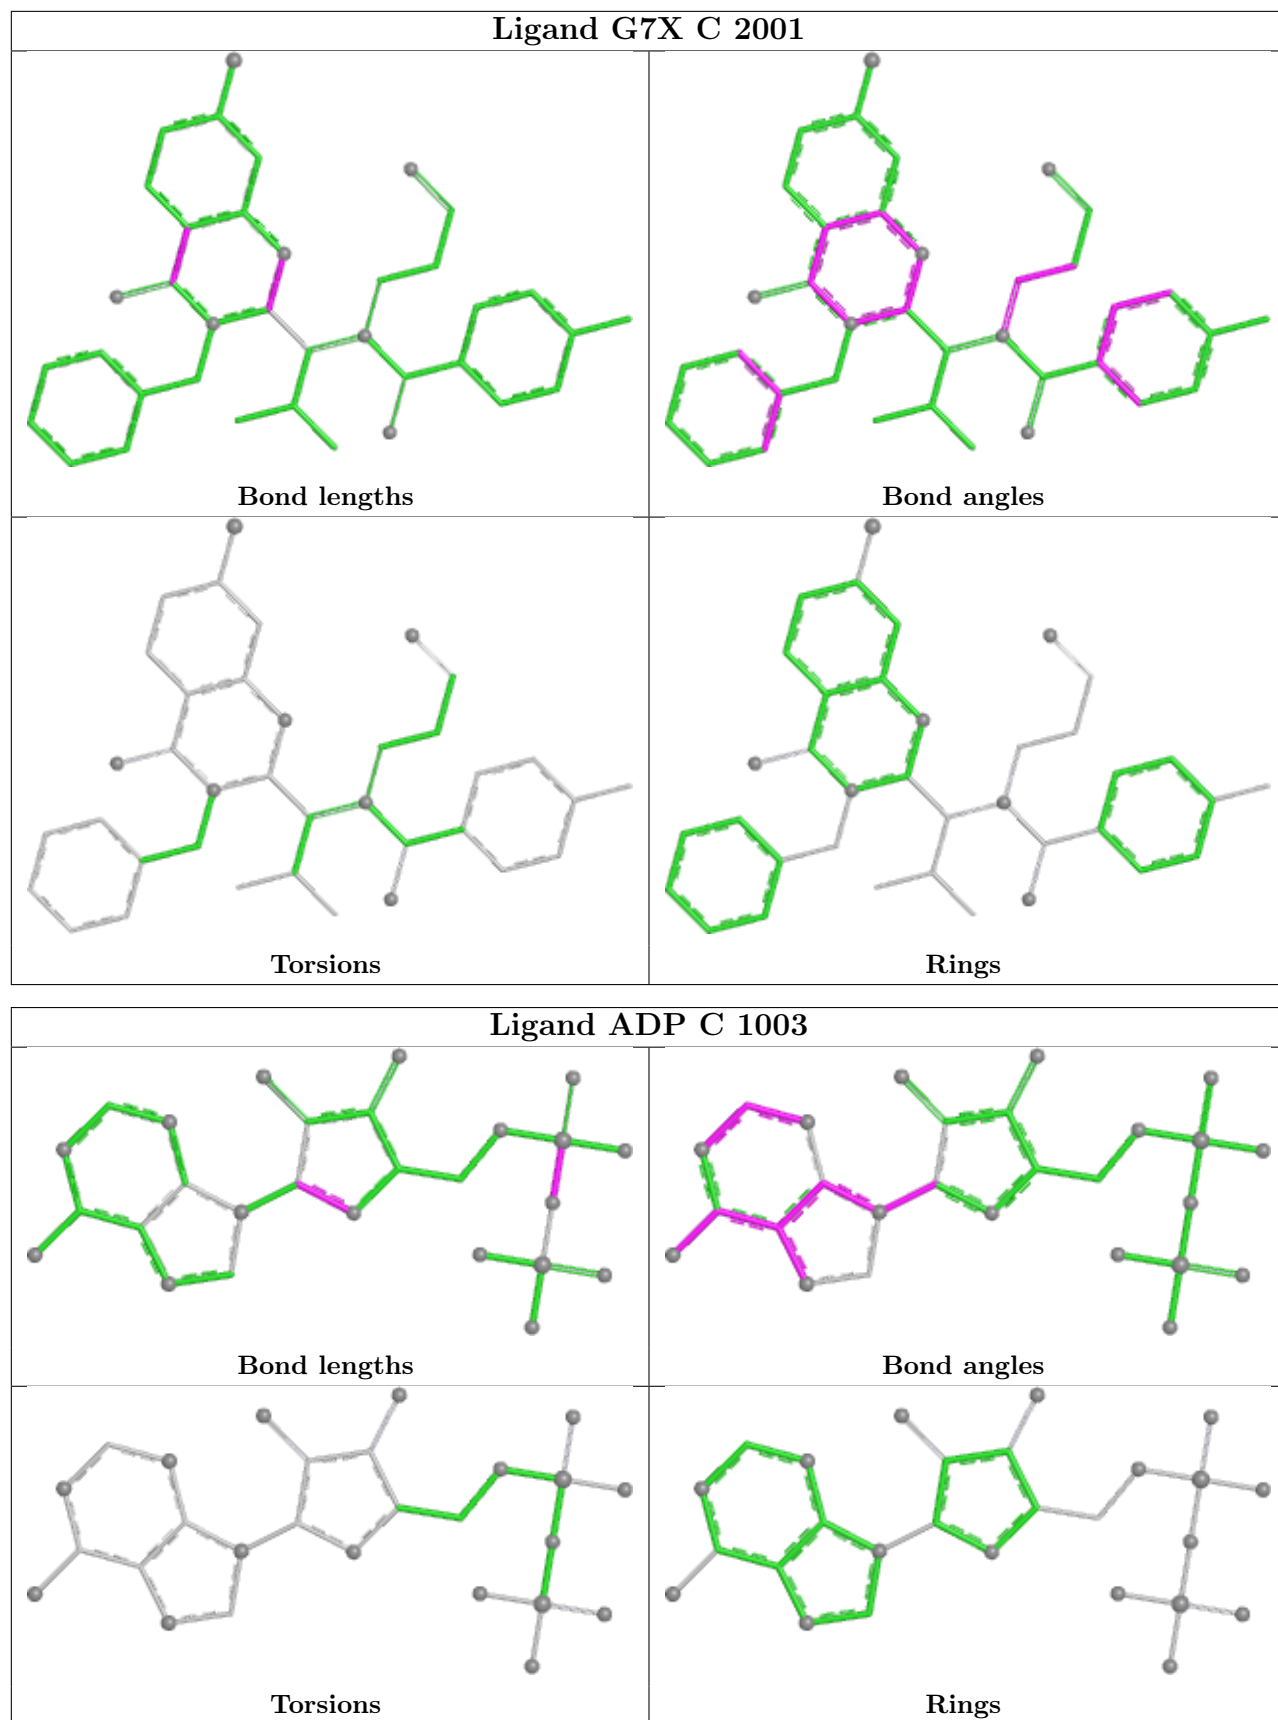 Ligand G7X C 2001
Bond lengths
Bond angles
Torsions
Rings
Ligand ADP C 1003
Bond lengths
Bond angles
Torsions
Rings